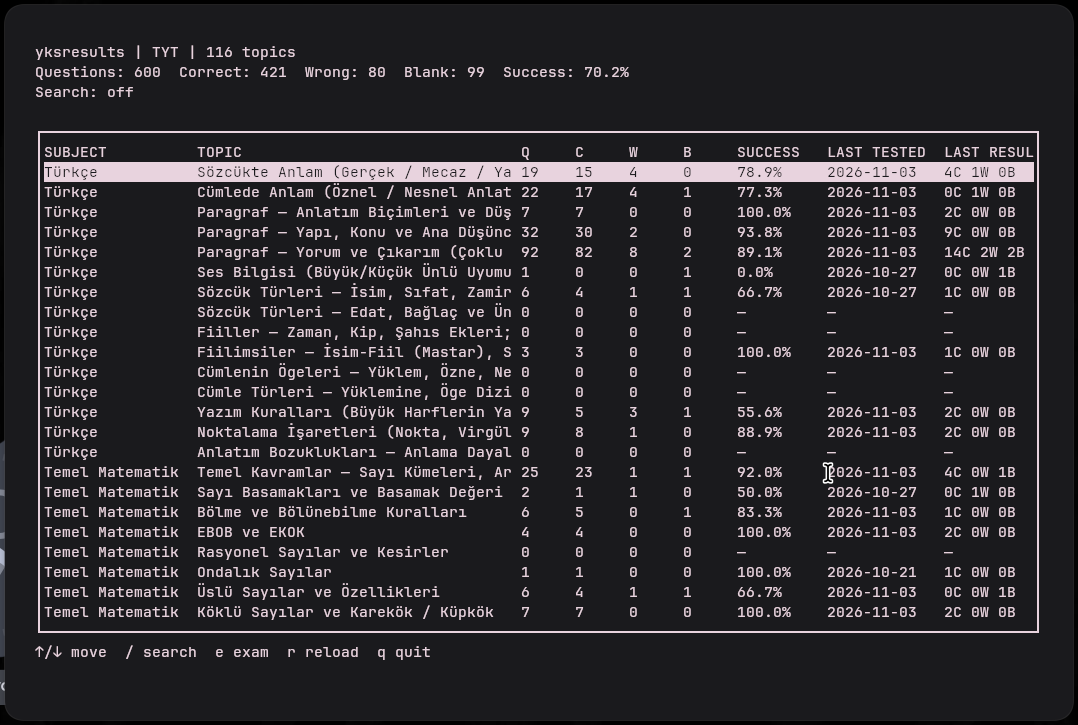 yksresults | TYT | 116 topics
Questions: 600  Correct: 421  Wrong: 80  Blank: 99  Success: 70.2%
Search: off
SUBJECT  TOPIC  Q  C  W  B  SUCCESS  LAST TESTED  LAST RESUL
Türkçe  Sözcükte Anlam (Gerçek / Mecaz / Ya  19  15  4  0  78.9%  2026-11-03  4C 1W 0B
Türkçe  Cümlede Anlam (Öznel / Nesnel Anlat  22  17  4  1  77.3%  2026-11-03  0C 1W 0B
Türkçe  Paragraf — Anlatım Biçimleri ve Düş  7  7  0  0  100.0%  2026-11-03  2C 0W 0B
Türkçe  Paragraf — Yapı, Konu ve Ana Düşünc  32  30  2  0  93.8%  2026-11-03  9C 0W 0B
Türkçe  Paragraf — Yorum ve Çıkarım (Çoklu  92  82  8  2  89.1%  2026-11-03  14C 2W 2B
Türkçe  Ses Bilgisi (Büyük/Küçük Ünlü Uyumu  1  0  0  1  0.0%  2026-10-27  0C 0W 1B
Türkçe  Sözcük Türleri — İsim, Sıfat, Zamir  6  4  1  1  66.7%  2026-10-27  1C 0W 0B
Türkçe  Sözcük Türleri — Edat, Bağlaç ve Ün  0  0  0  0  —  —  —
Türkçe  Fiiller — Zaman, Kip, Şahıs Ekleri;  0  0  0  0  —  —  —
Türkçe  Fiilimsiler — İsim-Fiil (Mastar), S  3  3  0  0  100.0%  2026-11-03  1C 0W 0B
Türkçe  Cümlenin Ögeleri — Yüklem, Özne, Ne  0  0  0  0  —  —  —
Türkçe  Cümle Türleri — Yüklemine, Öge Dizi  0  0  0  0  —  —  —
Türkçe  Yazım Kuralları (Büyük Harflerin Ya  9  5  3  1  55.6%  2026-11-03  2C 0W 0B
Türkçe  Noktalama İşaretleri (Nokta, Virgül  9  8  1  0  88.9%  2026-11-03  2C 0W 0B
Türkçe  Anlatım Bozuklukları — Anlama Dayal  0  0  0  0  —  —  —
Temel Matematik  Temel Kavramlar — Sayı Kümeleri, Ar  25  23  1  1  92.0%  2026-11-03  4C 0W 1B
Temel Matematik  Sayı Basamakları ve Basamak Değeri  2  1  1  0  50.0%  2026-10-27  0C 1W 0B
Temel Matematik  Bölme ve Bölünebilme Kuralları  6  5  0  1  83.3%  2026-11-03  1C 0W 0B
Temel Matematik  EBOB ve EKOK  4  4  0  0  100.0%  2026-11-03  2C 0W 0B
Temel Matematik  Rasyonel Sayılar ve Kesirler  0  0  0  0  —  —  —
Temel Matematik  Ondalık Sayılar  1  1  0  0  100.0%  2026-10-21  1C 0W 0B
Temel Matematik  Üslü Sayılar ve Özellikleri  6  4  1  1  66.7%  2026-11-03  0C 0W 1B
Temel Matematik  Köklü Sayılar ve Karekök / Küpkök  7  7  0  0  100.0%  2026-11-03  2C 0W 0B
↑/↓ move  / search  e exam  r reload  q quit